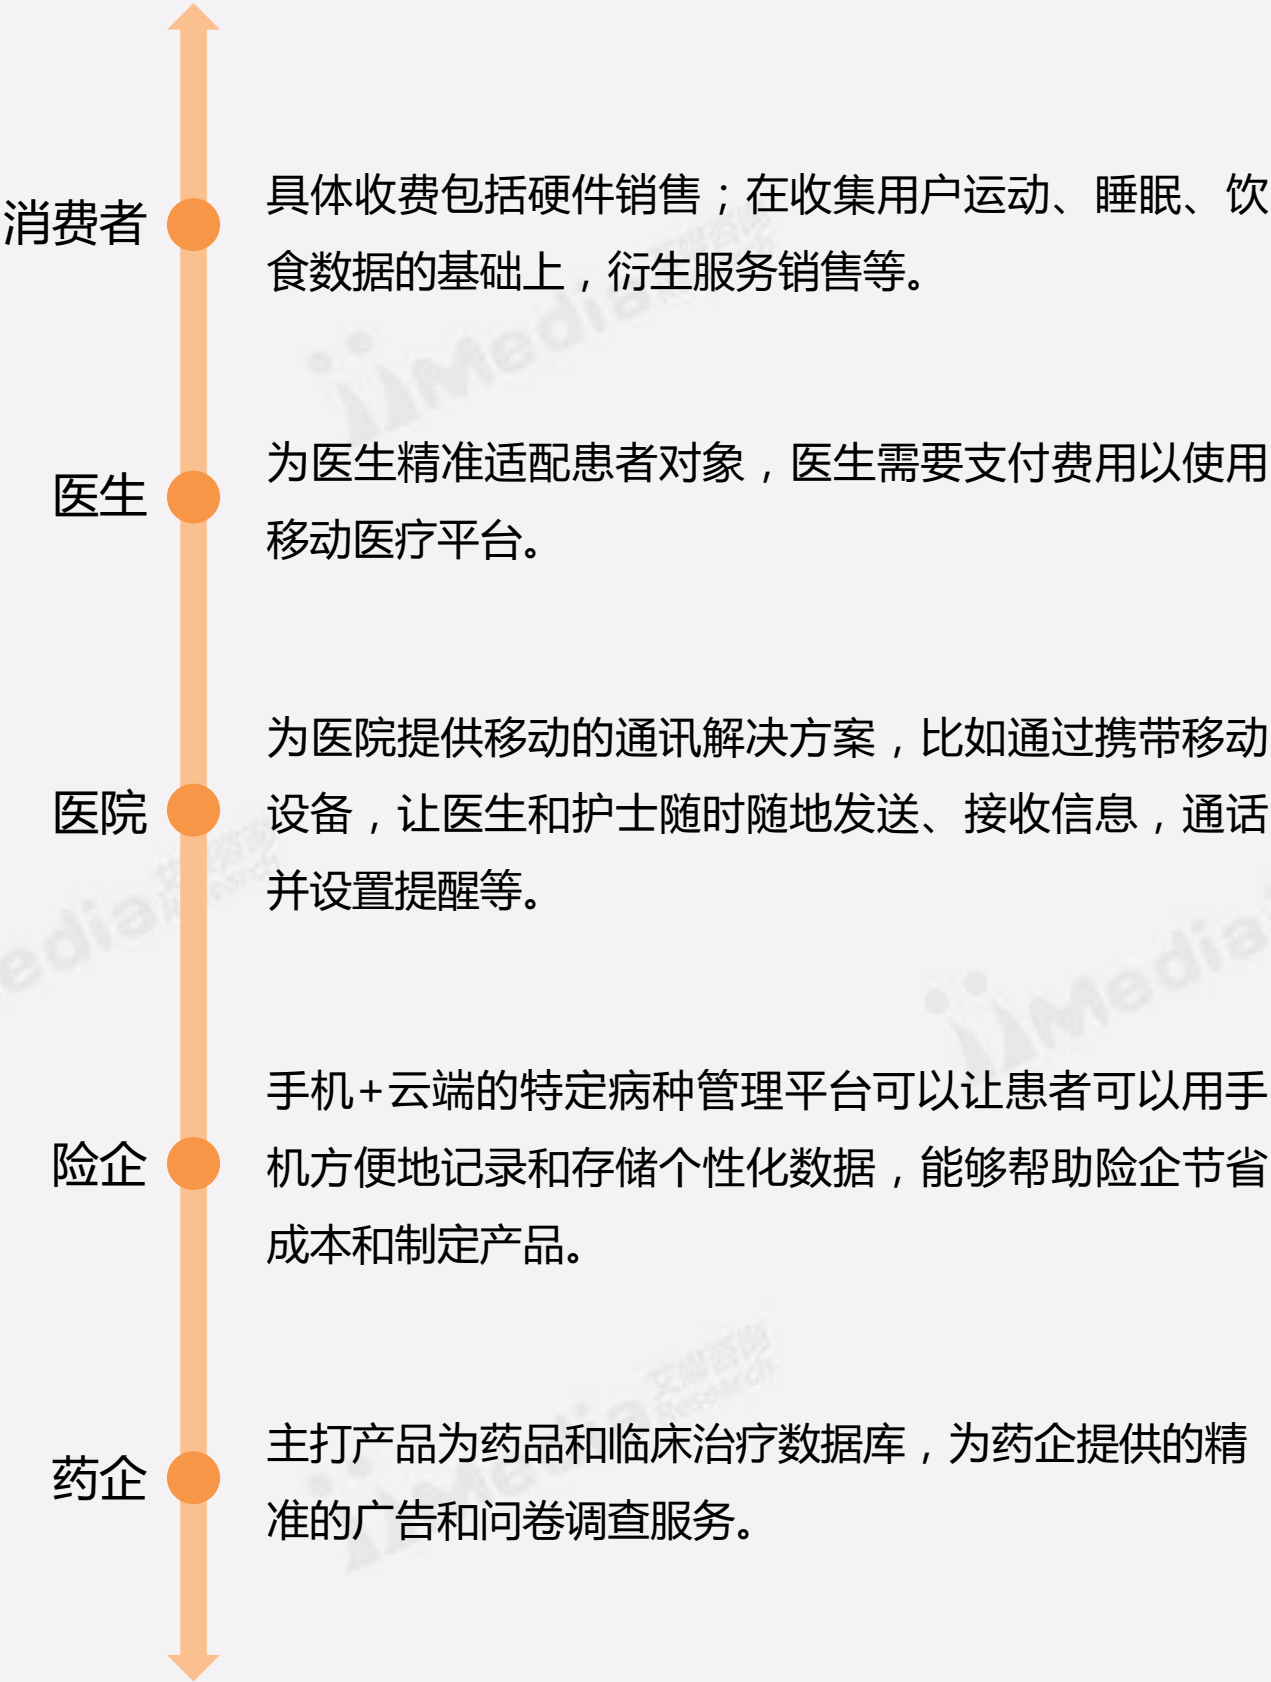 消费者
具体收费包括硬件销售；在收集用户运动、睡眠、饮
食数据的基础上，衍生服务销售等。
医生
为医生精准适配患者对象，医生需要支付费用以使用
移动医疗平台。
医院
为医院提供移动的通讯解决方案，比如通过携带移动
设备，让医生和护士随时随地发送、接收信息，通话
并设置提醒等。
险企
手机+云端的特定病种管理平台可以让患者可以用手
机方便地记录和存储个性化数据，能够帮助险企节省
成本和制定产品。
药企
主打产品为药品和临床治疗数据库，为药企提供的精
准的广告和问卷调查服务。
iiMedia
艾媒咨询
Research